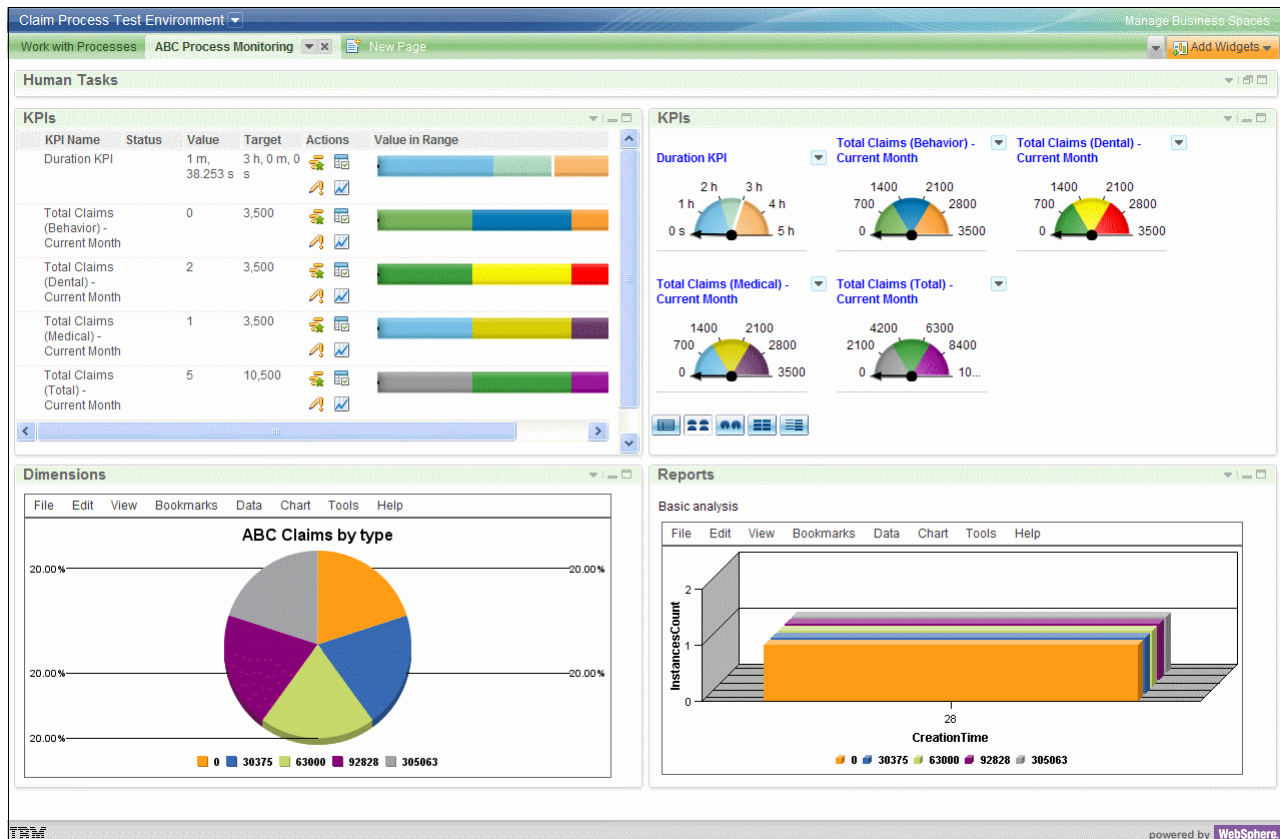 Claim Process Test Environment
Manage Business Spaces
Work with Processes ABC Process Monitoring New Page Add Widgets
Human Tasks
KPIs
KPI Name Status Value Target Actions Value in Range
Duration KPI 1 m, 3 h, 0 m, 0
38.253 s s
Total Claims 0 3,500
(Behavior) -
Current Month
Total Claims 2 3,500
(Dental) -
Current Month
Total Claims 1 3,500
(Medical) -
Current Month
Total Claims 5 10,500
(Total) -
Current Month
KPIs
Duration KPI
0 s 1 h 2 h 3 h 4 h 5 h
Total Claims (Behavior) -
Current Month
0 700 1400 2100 2800 3500
Total Claims (Dental) -
Current Month
0 700 1400 2100 2800 3500
Total Claims (Medical) -
Current Month
0 700 1400 2100 2800 3500
Total Claims (Total) -
Current Month
0 2100 4200 6300 8400 10...
Dimensions
File Edit View Bookmarks Data Chart Tools Help
ABC Claims by type
20.00% 20.00%
20.00% 20.00%
20.00%
0 30375 63000 92828 305063
Reports
Basic analysis
File Edit View Bookmarks Data Chart Tools Help
2
1
0
InstancesCount
28
CreationTime
0 30375 63000 92828 305063
IBM
powered by WebSphere.